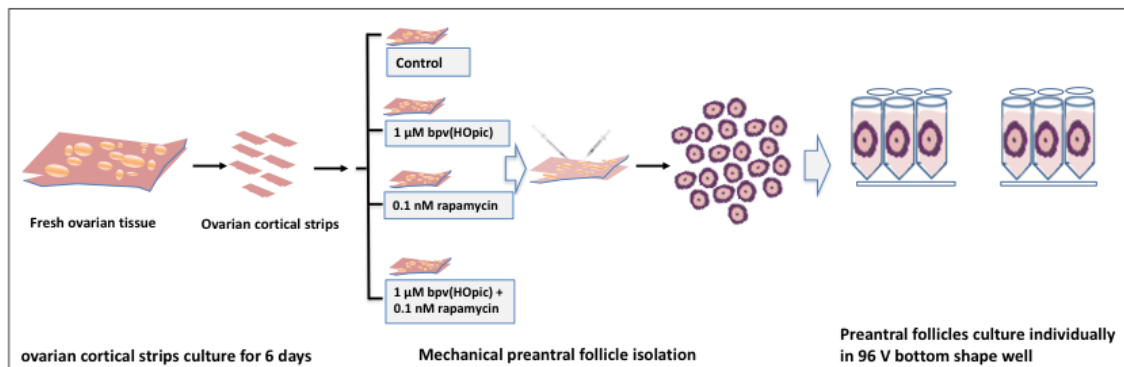 Control
1 µM bpv(HOpic)
0.1 nM rapamycin
1 µM bpv(HOpic) +
0.1 nM rapamycin
Fresh ovarian tissue
Ovarian cortical strips
ovarian cortical strips culture for 6 days
Mechanical preantral follicle isolation
Preantral follicles culture individually
in 96 V bottom shape well